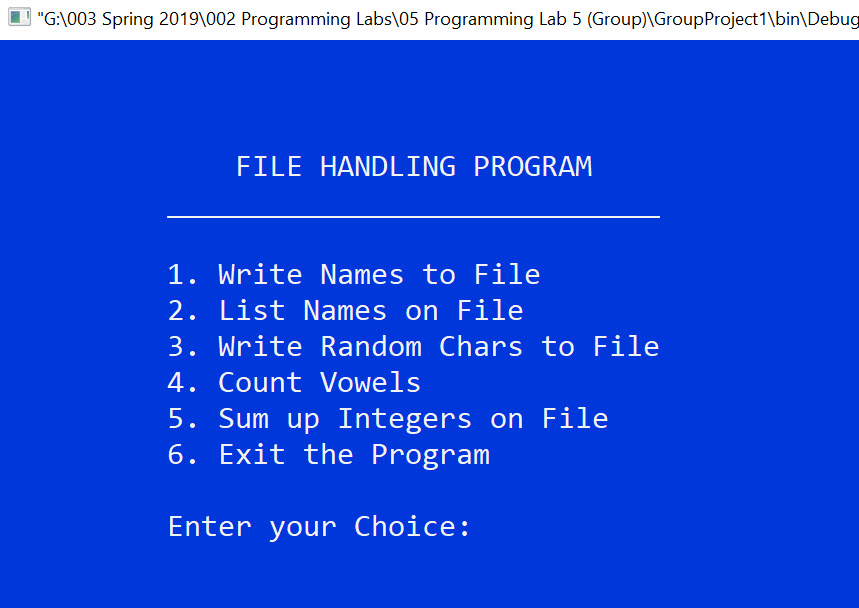 "G:\003 Spring 2019\002 Programming Labs\05 Programming Lab 5 (Group)\GroupProject1\bin\Debug
FILE HANDLING PROGRAM
1. Write Names to File
2. List Names on File
3. Write Random Chars to File
4. Count Vowels
5. Sum up Integers on File
6. Exit the Program
Enter your Choice: